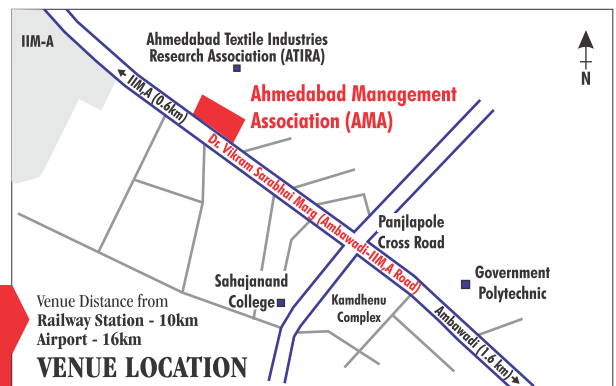 IIM-A
Ahmedabad Textile Industries
Research Association (ATIRA)
N
IIM,A (0.6km)
Ahmedabad Management
Association (AMA)
Dr. Vikram Sarabhai Marg (Ambawadi-IIM,A Road)
Panjlapole
Cross Road
Sahajanand
College
Government
Polytechnic
Kamdhenu
Complex
Ambawadi (1.6 km)
Venue Distance from
Railway Station - 10km
Airport - 16km
VENUE LOCATION